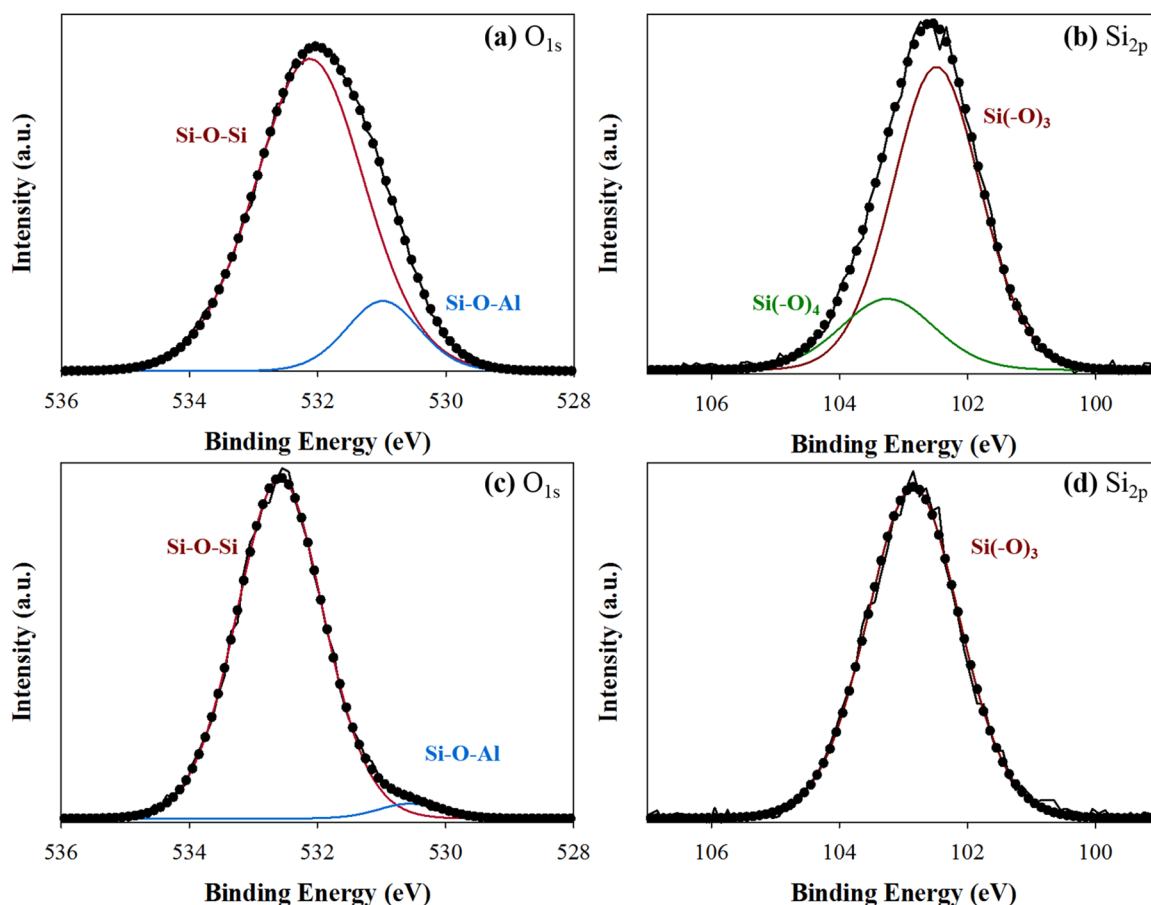 (a) O1s
Si-O-Si
Si-O-Al
Intensity (a.u.)
536 534 532 530 528
Binding Energy (eV)
(b) Si2p
Si(-O)3
Si(-O)4
Intensity (a.u.)
106 104 102 100
Binding Energy (eV)
(c) O1s
Si-O-Si
Si-O-Al
Intensity (a.u.)
536 534 532 530 528
Binding Energy (eV)
(d) Si2p
Si(-O)3
Intensity (a.u.)
106 104 102 100
Binding Energy (eV)